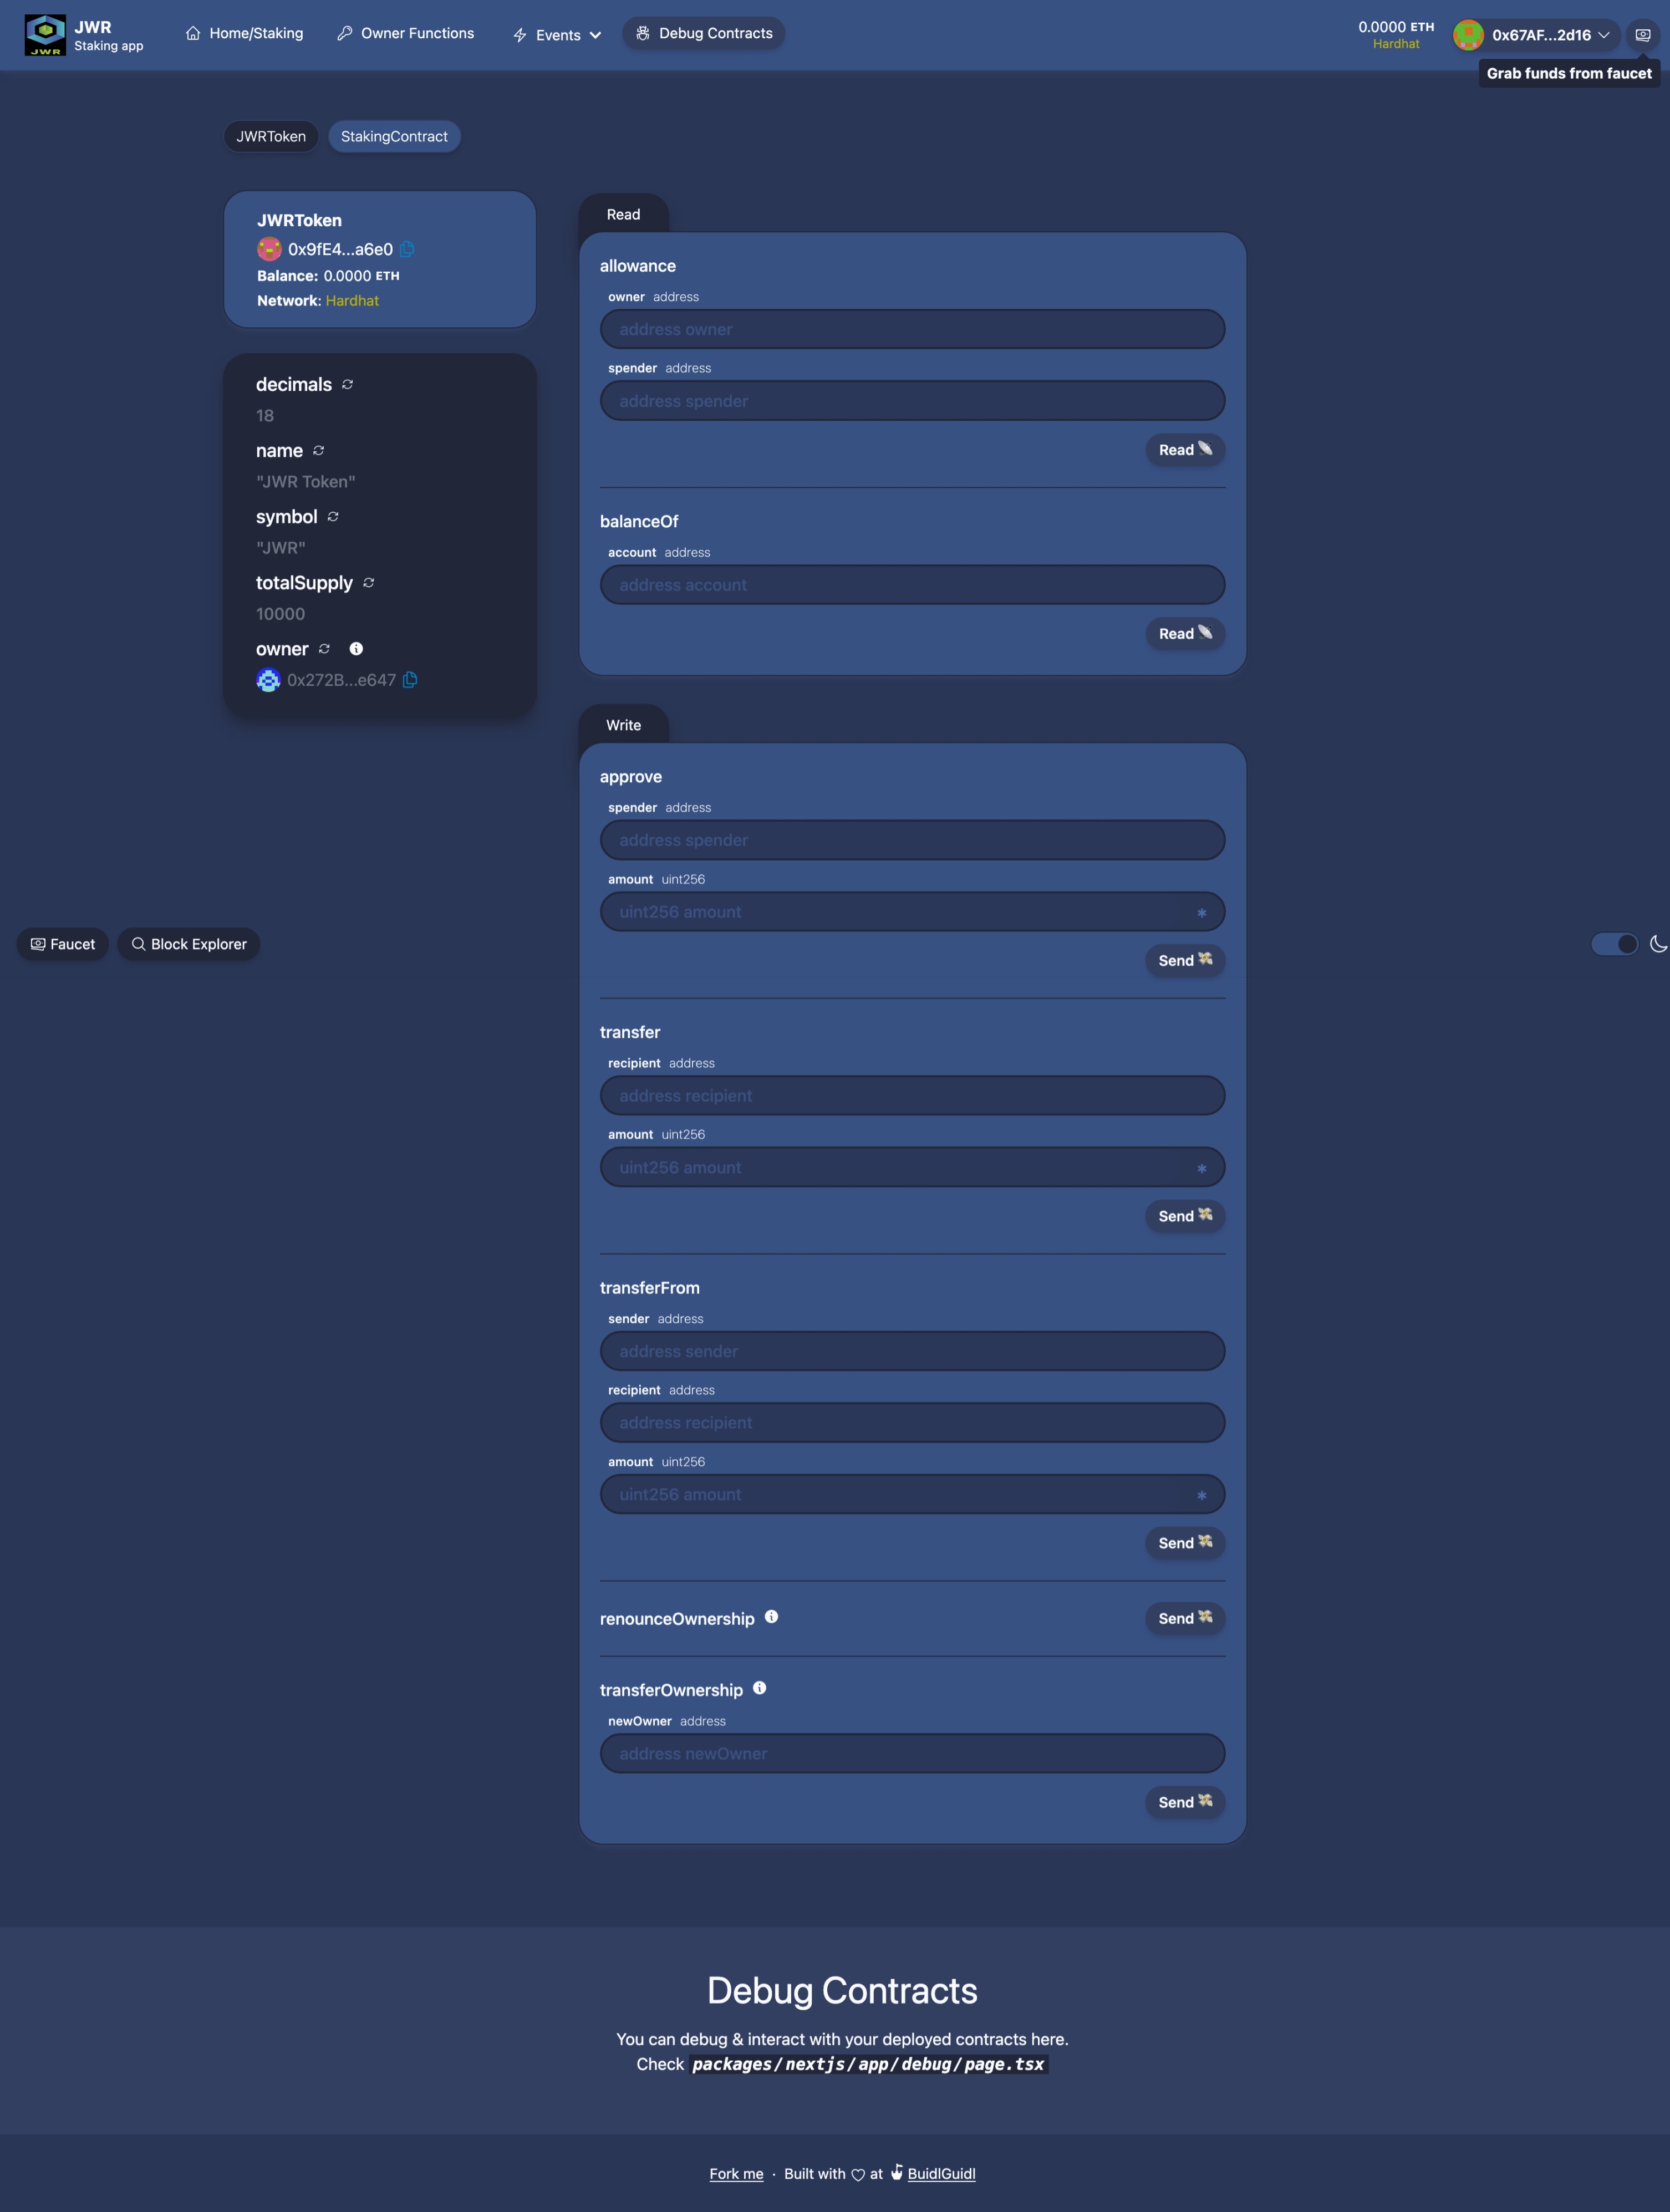 JWR
Staking app
Home/Staking
Owner Functions
Events
Debug Contracts
0.0000 ETH
Hardhat
0x67AF...2d16
Grab funds from faucet
JWRToken
StakingContract
JWRToken
0x9fE4...a6e0
Balance: 0.0000 ETH
Network: Hardhat
decimals
18
name
"JWR Token"
symbol
"JWR"
totalSupply
10000
owner
0x272B...e647
Read
allowance
owner address
address owner
spender address
address spender
Read
balanceOf
account address
address account
Read
Write
approve
spender address
address spender
amount uint256
uint256 amount *
Send
transfer
recipient address
address recipient
amount uint256
uint256 amount *
Send
transferFrom
sender address
address sender
recipient address
address recipient
amount uint256
uint256 amount *
Send
renounceOwnership
Send
transferOwnership
newOwner address
address newOwner
Send
Faucet
Block Explorer
Debug Contracts
You can debug & interact with your deployed contracts here.
Check packages/nextjs/app/debug/page.tsx
Fork me · Built with ♡ at BuidlGuidl